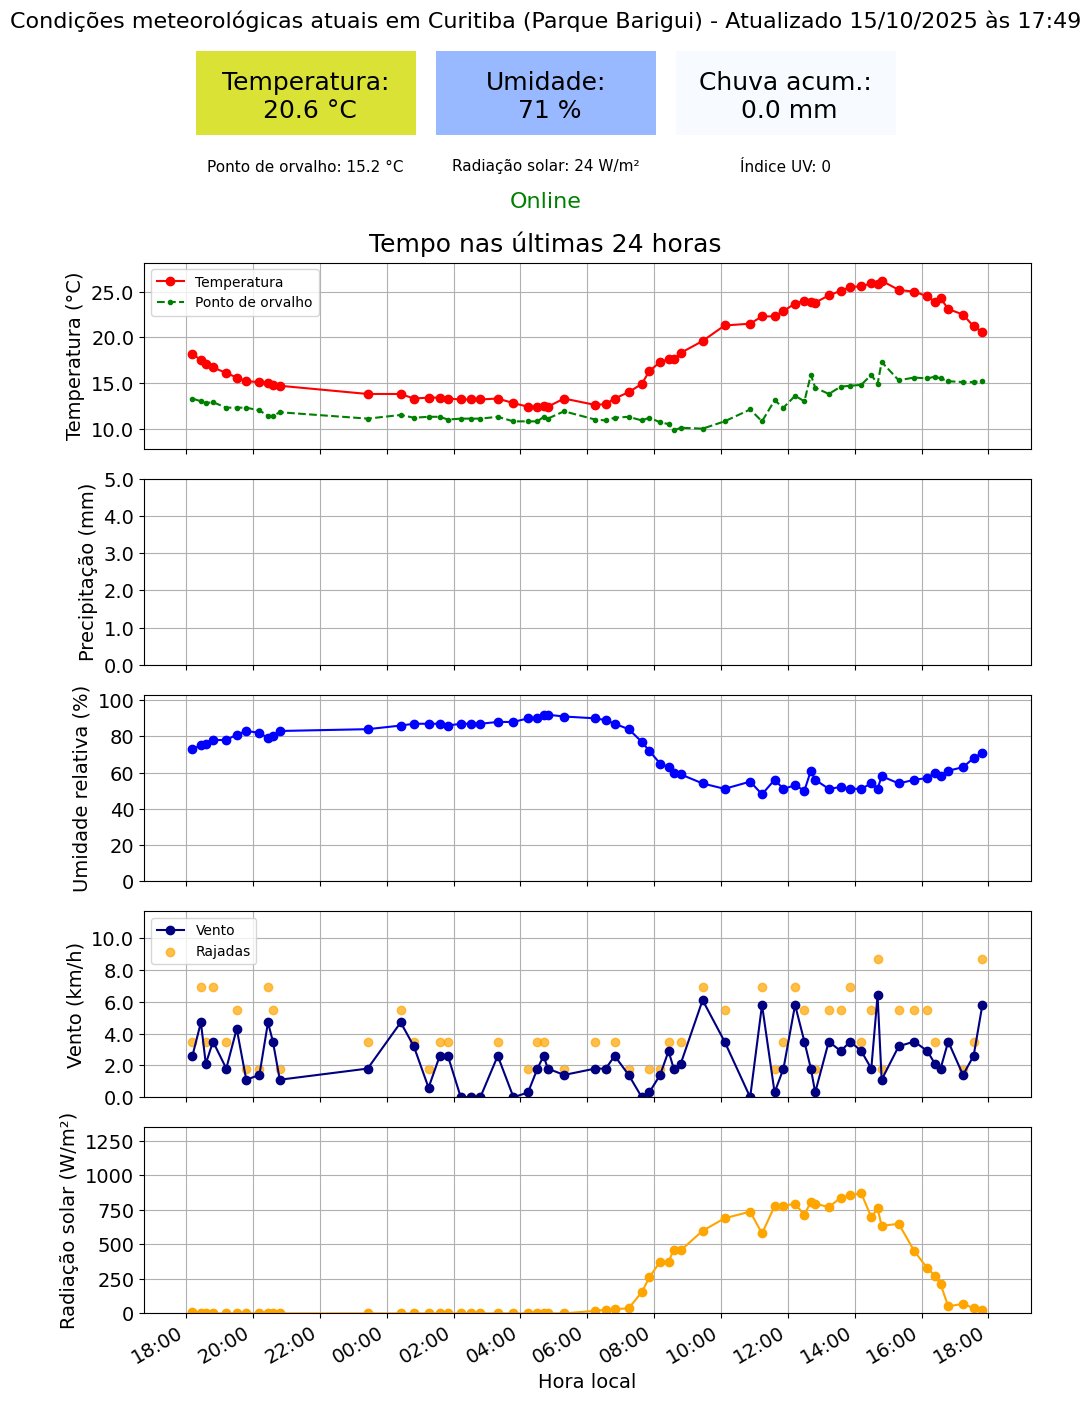 Condições meteorológicas atuais em Curitiba (Parque Barigui) - Atualizado 15/10/2025 às 17:49
Temperatura:
20.6 °C
Umidade:
71 %
Chuva acum.:
0.0 mm
Ponto de orvalho: 15.2 °C
Radiação solar: 24 W/m²
Índice UV: 0
Online
Tempo nas últimas 24 horas
Temperatura (°C)
25.0
20.0
15.0
10.0
Temperatura
Ponto de orvalho
Precipitação (mm)
5.0
4.0
3.0
2.0
1.0
0.0
Umidade relativa (%)
100
80
60
40
20
0
Vento (km/h)
10.0
8.0
6.0
4.0
2.0
0.0
Vento
Rajadas
Radiação solar (W/m²)
1250
1000
750
500
250
0
18:00
20:00
22:00
00:00
02:00
04:00
06:00
08:00
10:00
12:00
14:00
16:00
18:00
Hora local